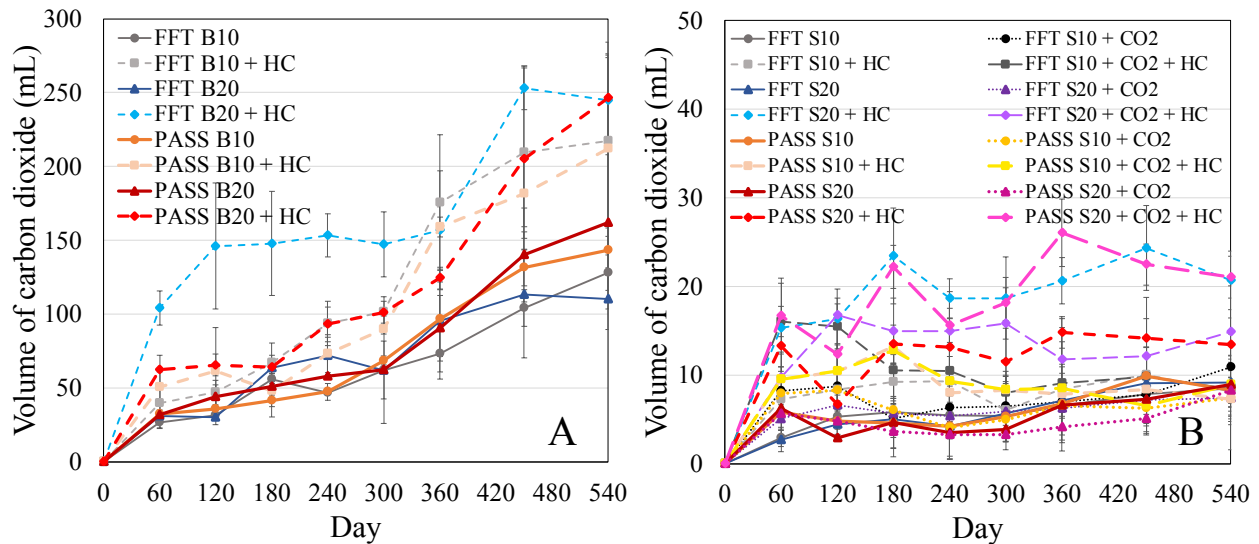 Volume of carbon dioxide (mL)
300
250
200
150
100
50
0
FFT B10
FFT B10 + HC
FFT B20
FFT B20 + HC
PASS B10
PASS B10 + HC
PASS B20
PASS B20 + HC
A
0 60 120 180 240 300 360 420 480 540
Day
Volume of carbon dioxide (mL)
50
40
30
20
10
0
FFT S10
FFT S10 + HC
FFT S20
FFT S20 + HC
PASS S10
PASS S10 + HC
PASS S20
PASS S20 + HC
FFT S10 + CO2
FFT S10 + CO2 + HC
FFT S20 + CO2
FFT S20 + CO2 + HC
PASS S10 + CO2
PASS S10 + CO2 + HC
PASS S20 + CO2
PASS S20 + CO2 + HC
B
0 60 120 180 240 300 360 420 480 540
Day